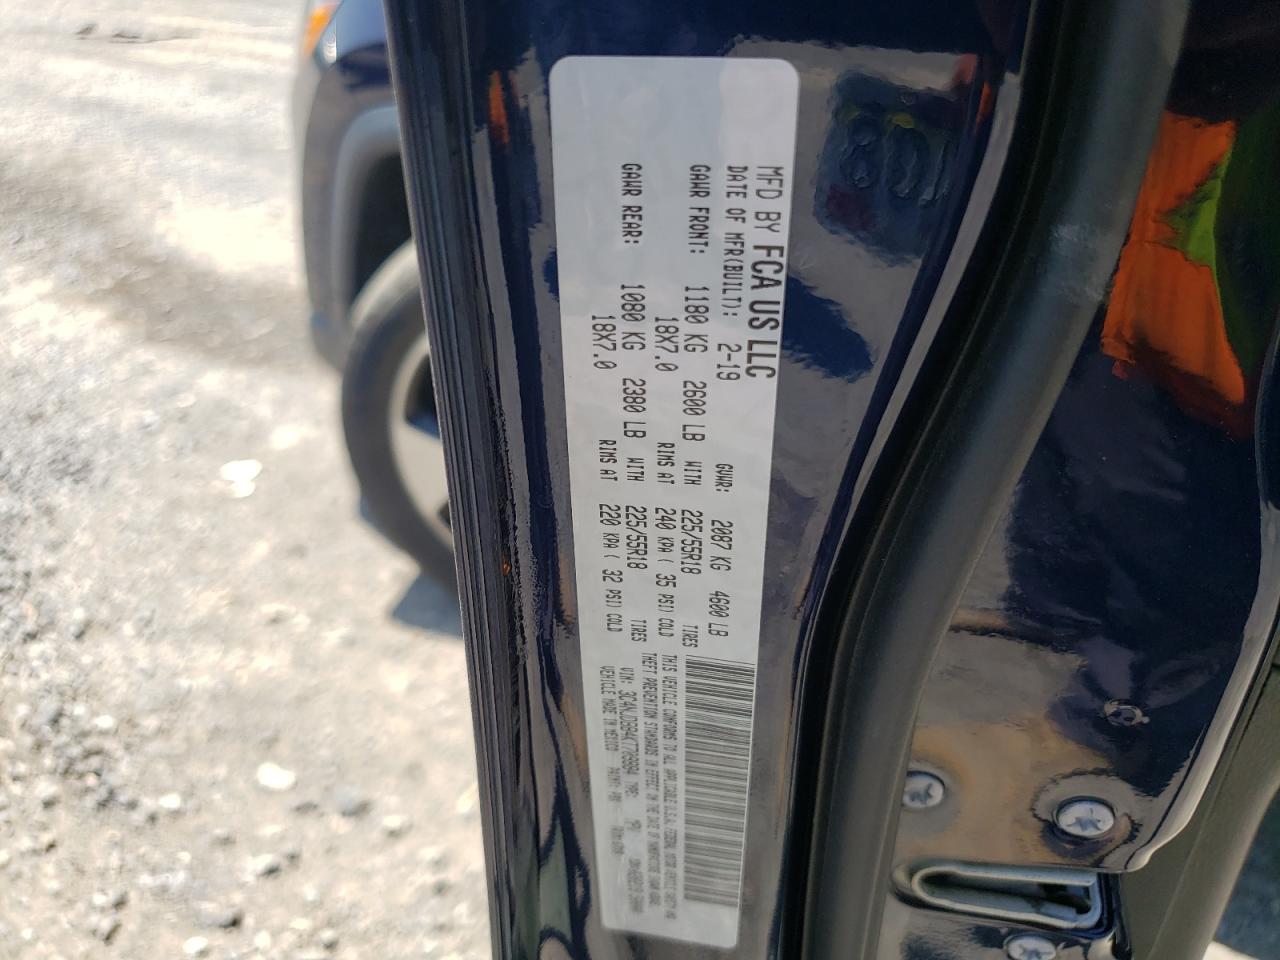 MFD BY FCA US LLC
DATE OF MFR(BUILT): 2-19 GVWR: 2087 KG 4600 LB
GAWR FRONT: 1180 KG 2600 LB WITH 225/55R18 TIRES
18X7.0 RIMS AT 240 KPA ( 35 PSI) COLD
GAWR REAR: 1080 KG 2380 LB WITH 225/55R18 TIRES
18X7.0 RIMS AT 220 KPA ( 32 PSI) COLD
THIS VEHICLE CONFORMS TO ALL APPLICABLE U.S.A. FEDERAL MOTOR VEHICLE SAFETY AND
THEFT PREVENTION STANDARDS IN EFFECT ON THE DATE OF MANUFACTURE SHOWN ABOVE
VIN: TYPE:
VEHICLE MADE IN MEXICO PAINT: